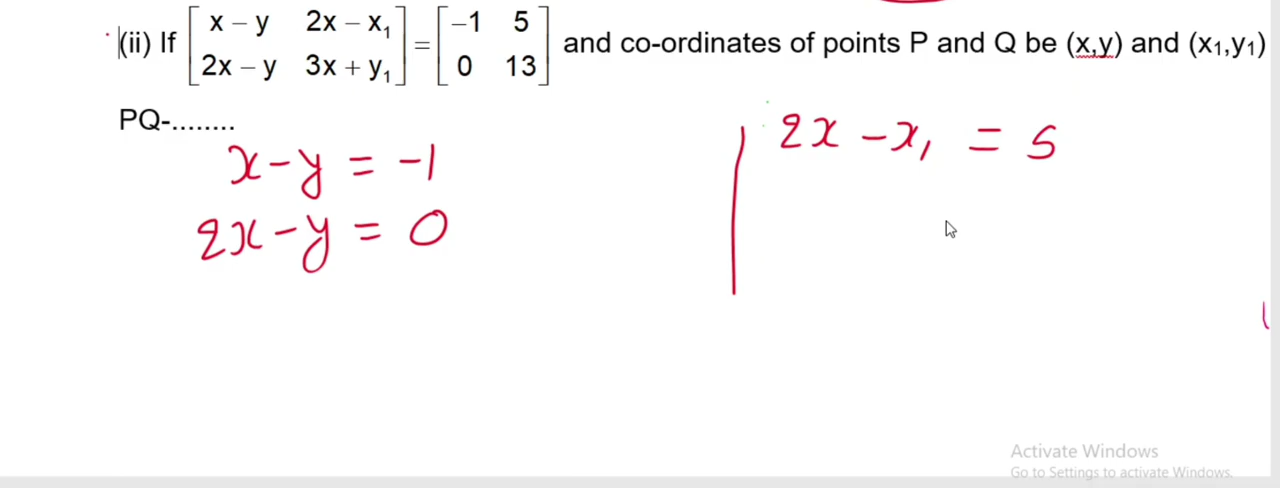 (ii) If [x – y 2x – x₁ = [–1 5 and co-ordinates of points P and Q be (x,y) and (x₁,y₁)
2x – y 3x + y₁] 0 13]
PQ-........
x – y = –1
2x – y = 0
2x – x₁ = 5
Activate Windows
Go to Settings to activate Windows.